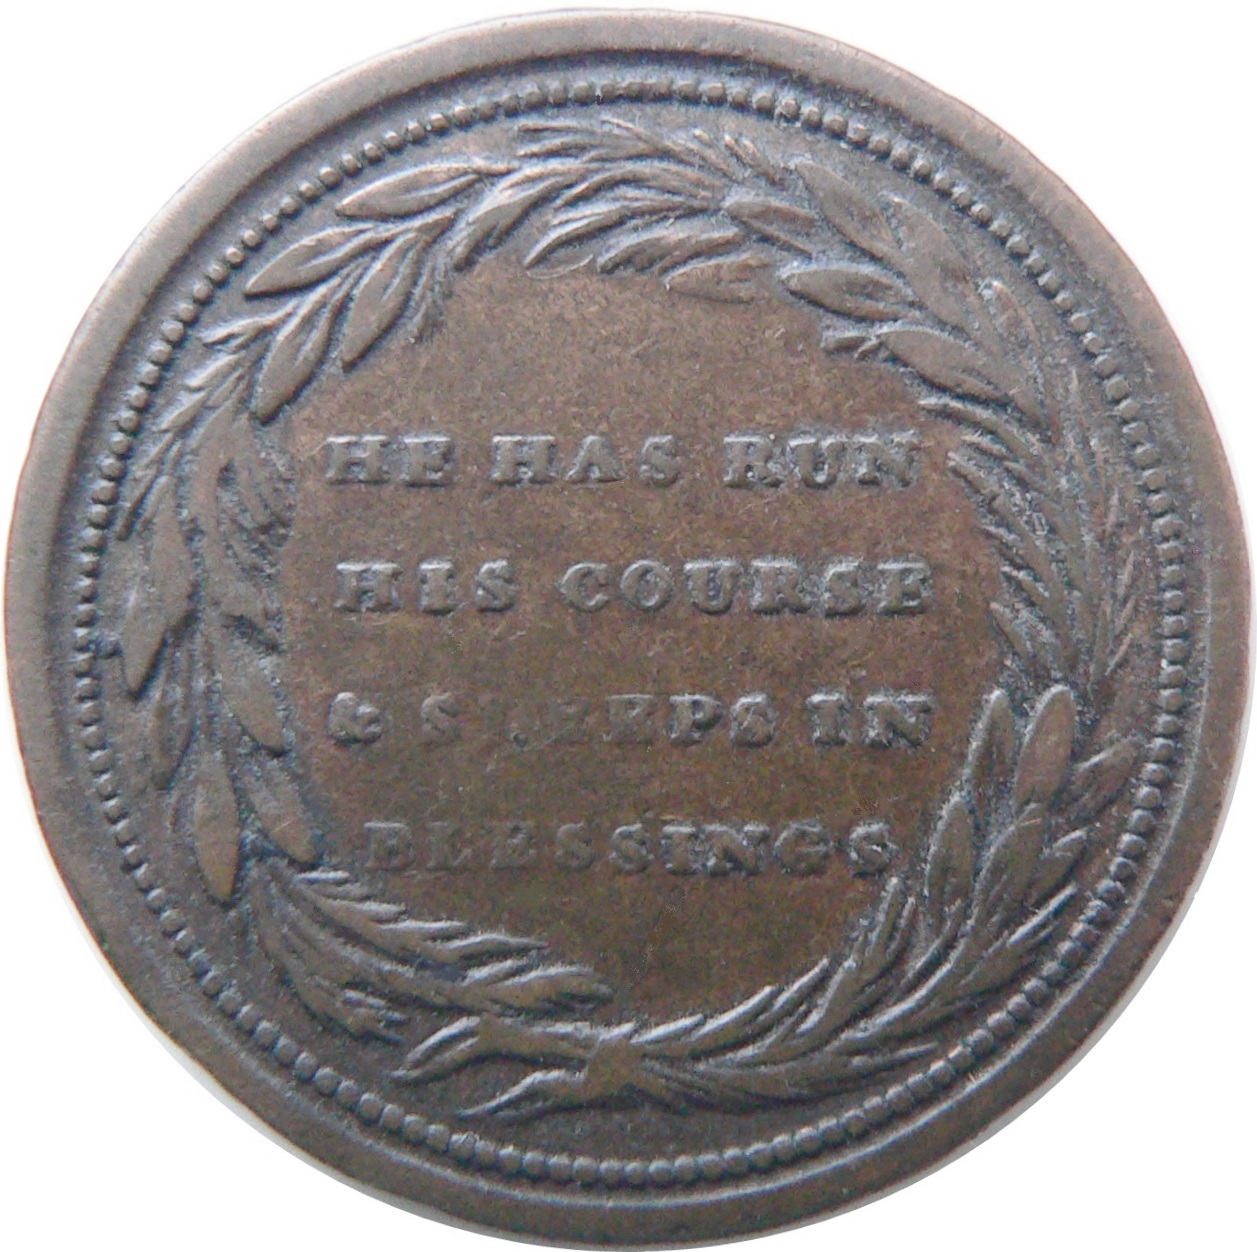 HE HAS RUN
HIS COURSE
& SLEEPS IN
BLESSINGS